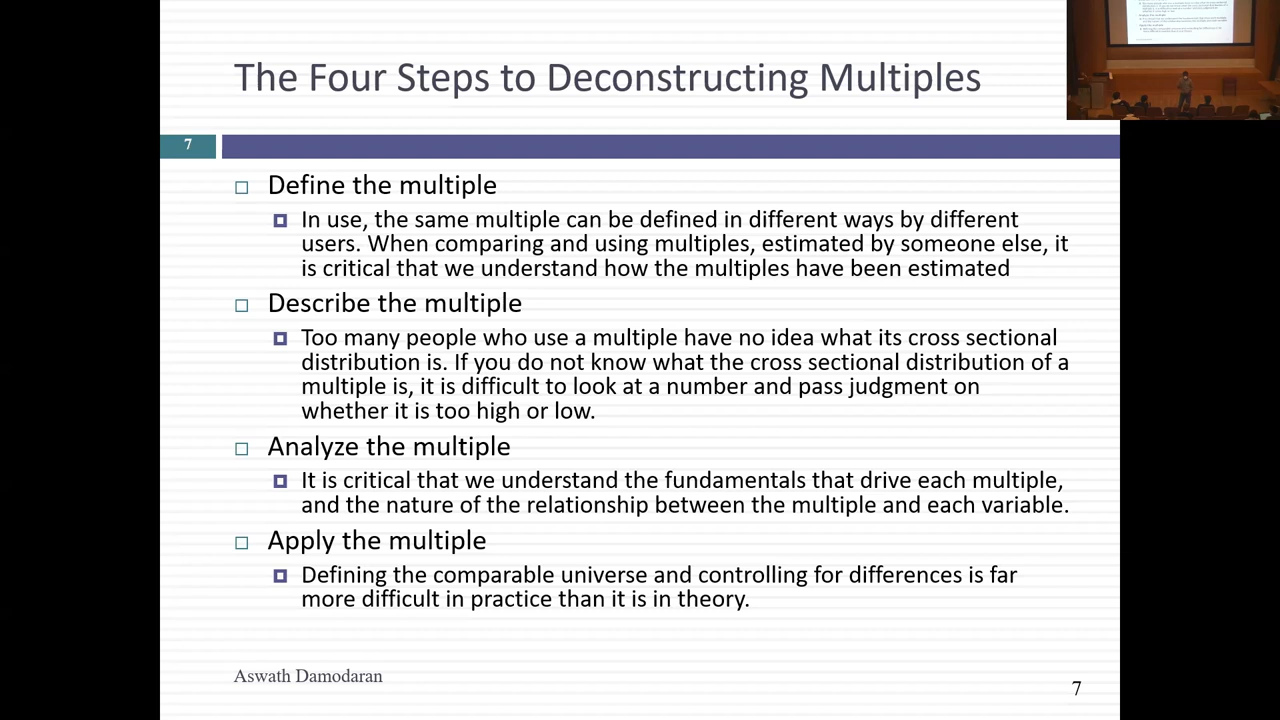 The Four Steps to Deconstructing Multiples
7
Define the multiple
In use, the same multiple can be defined in different ways by different
users. When comparing and using multiples, estimated by someone else, it
is critical that we understand how the multiples have been estimated
Describe the multiple
Too many people who use a multiple have no idea what its cross sectional
distribution is. If you do not know what the cross sectional distribution of a
multiple is, it is difficult to look at a number and pass judgment on
whether it is too high or low.
Analyze the multiple
It is critical that we understand the fundamentals that drive each multiple,
and the nature of the relationship between the multiple and each variable.
Apply the multiple
Defining the comparable universe and controlling for differences is far
more difficult in practice than it is in theory.
Aswath Damodaran
7